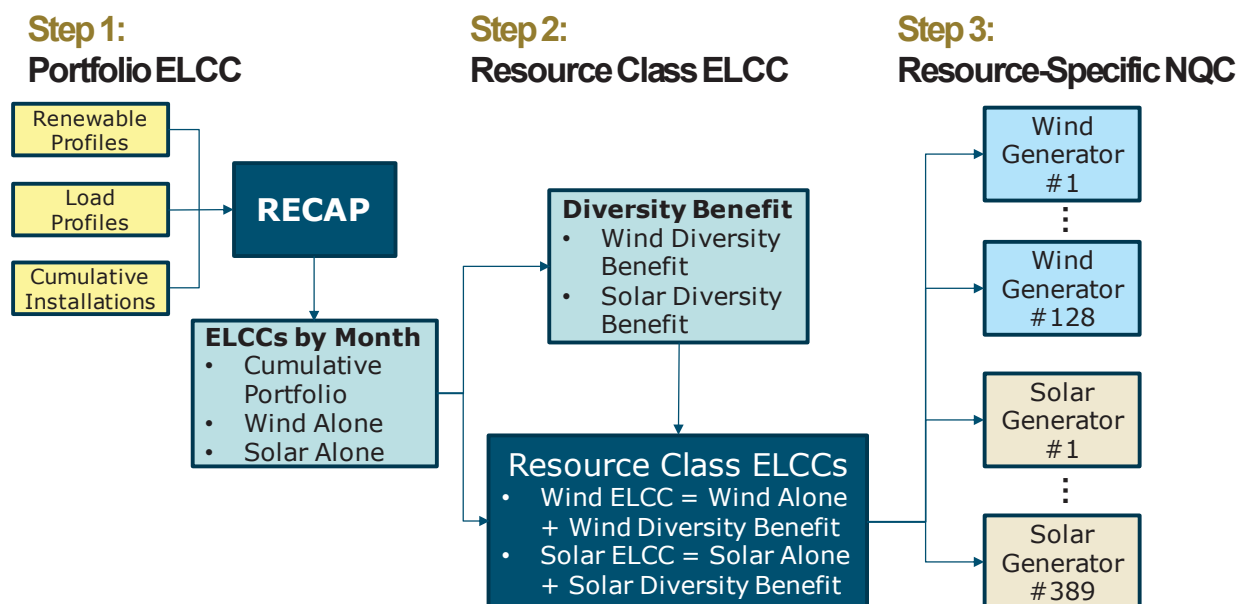 Step 1:
Portfolio ELCC
Renewable
Profiles
Load
Profiles
Cumulative
Installations
RECAP
ELCCs by Month
• Cumulative
Portfolio
• Wind Alone
• Solar Alone
Step 2:
Resource Class ELCC
Diversity Benefit
• Wind Diversity
Benefit
• Solar Diversity
Benefit
Resource Class ELCCs
• Wind ELCC = Wind Alone
+ Wind Diversity Benefit
• Solar ELCC = Solar Alone
+ Solar Diversity Benefit
Step 3:
Resource-Specific NQC
Wind
Generator
#1
...
Wind
Generator
#128
Solar
Generator
#1
...
Solar
Generator
#389